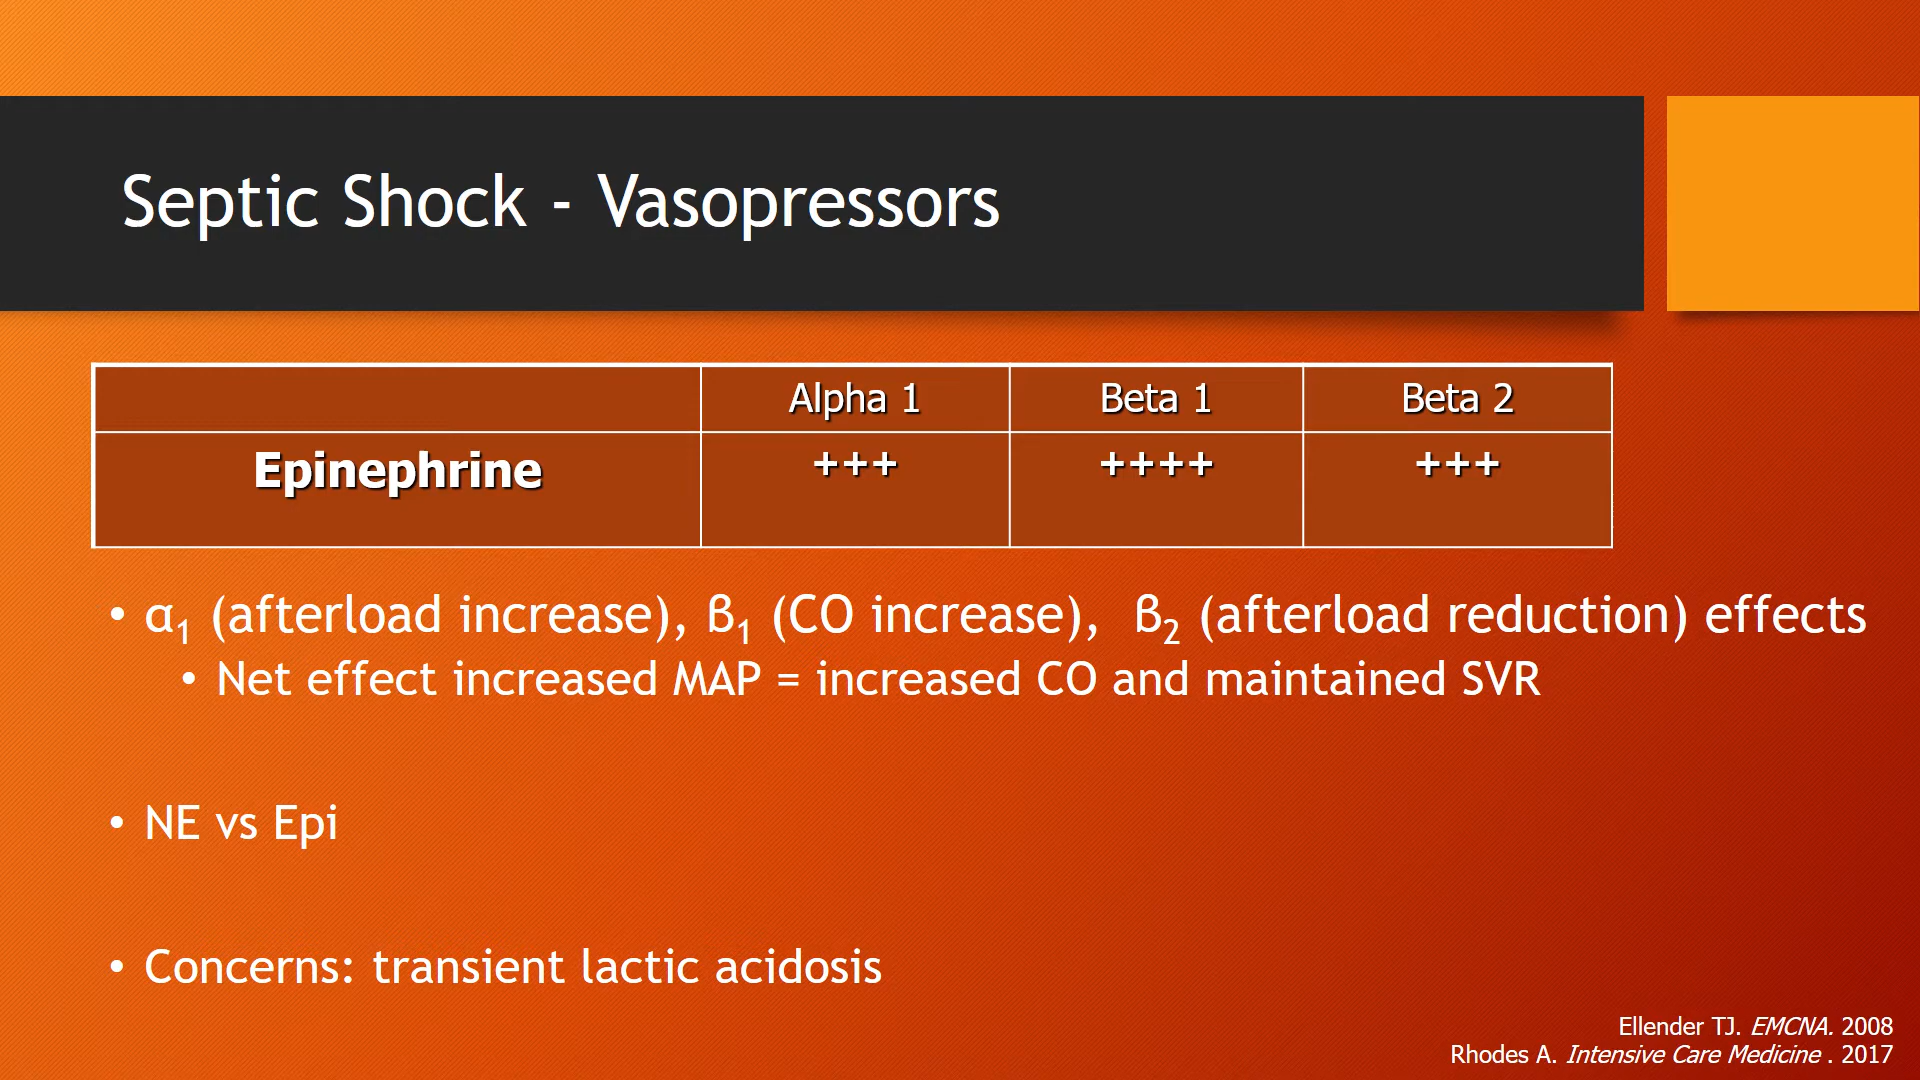 Septic Shock - Vasopressors
Alpha 1 Beta 1 Beta 2
Epinephrine +++ ++++ +++
• α₁ (afterload increase), ß₁ (CO increase), ß₂ (afterload reduction) effects
• Net effect increased MAP = increased CO and maintained SVR
• NE vs Epi
• Concerns: transient lactic acidosis
Ellender TJ. EMCNA. 2008
Rhodes A. Intensive Care Medicine . 2017